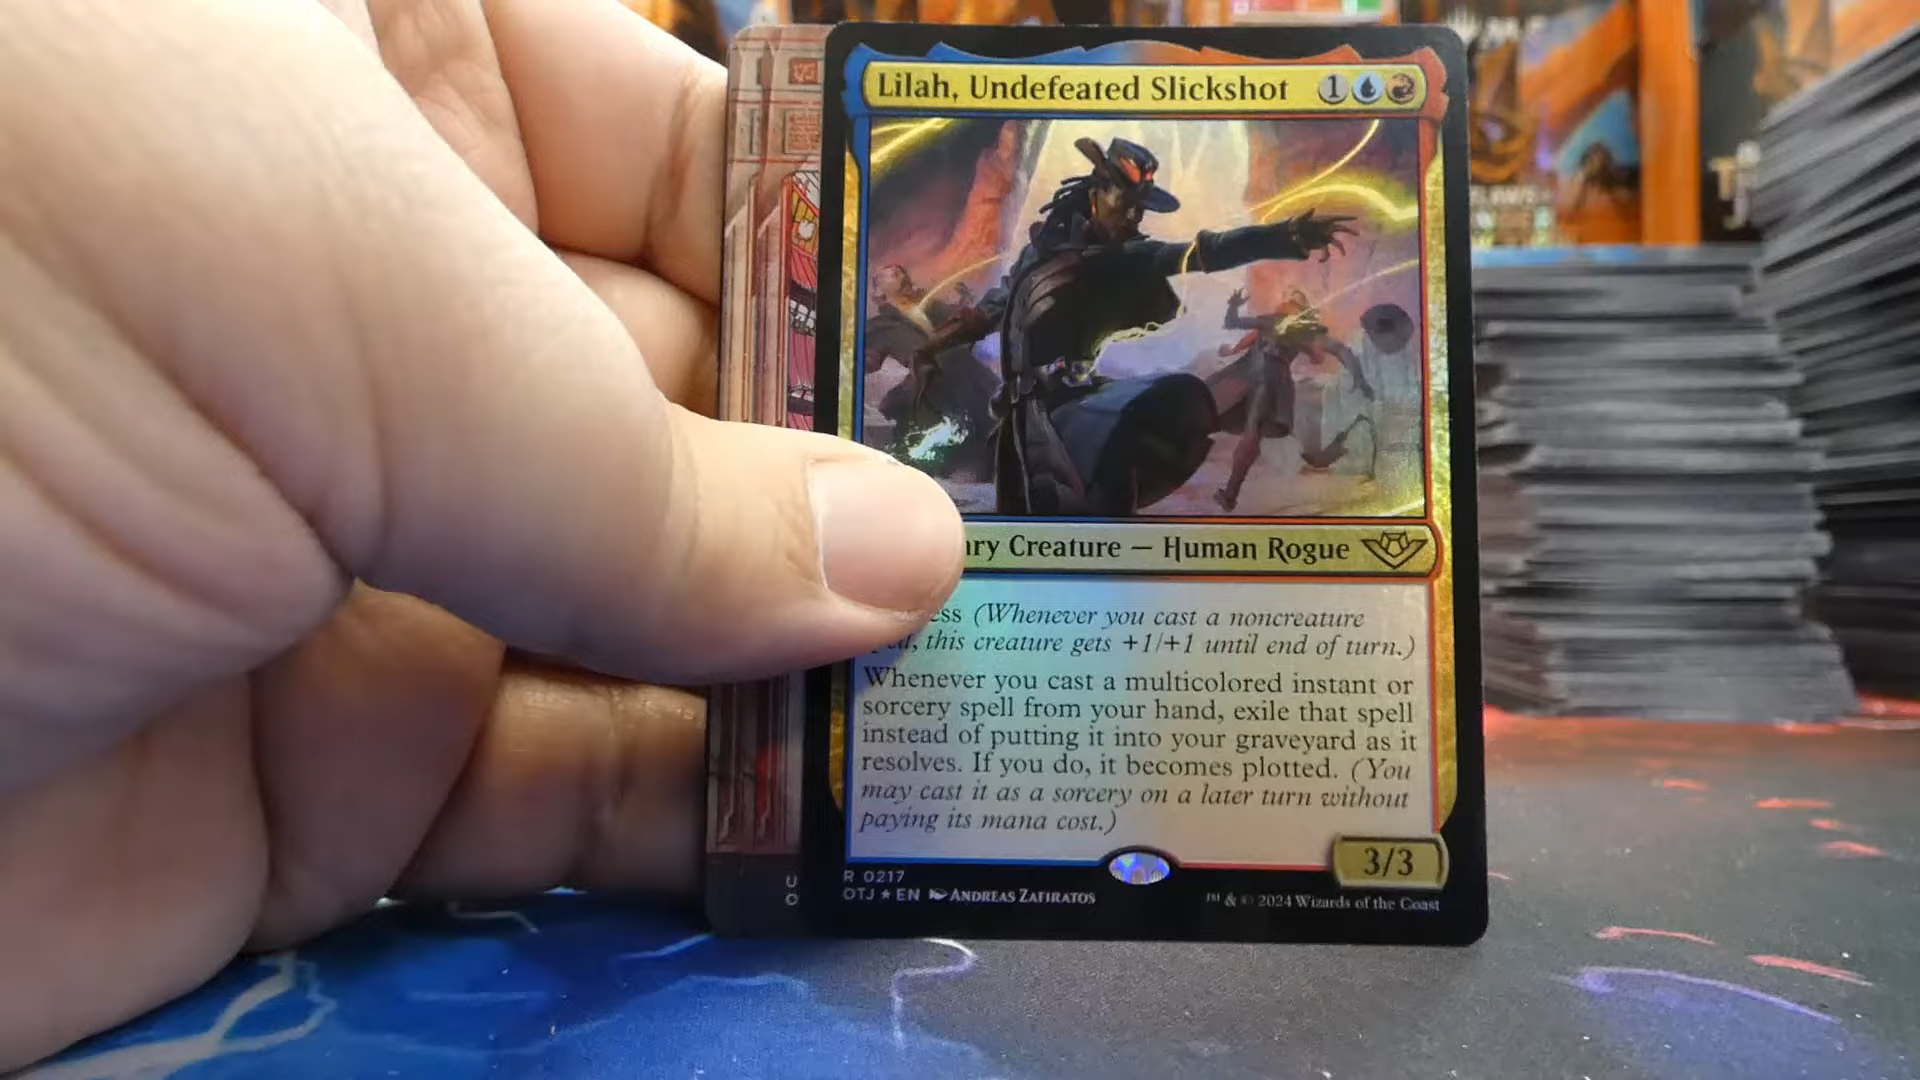 Lilah, Undefeated Slickshot 1
Creature — Human Rogue
(Whenever you cast a noncreature
this creature gets +1/+1 until end of turn.)
Whenever you cast a multicolored instant or
sorcery spell from your hand, exile that spell
instead of putting it into your graveyard as it
resolves. If you do, it becomes plotted. (You
may cast it as a sorcery on a later turn without
paying its mana cost.)
3/3
R 0217
OTJ ★ EN ANDREAS ZAFIRATOS
™ & © 2024 Wizards of the Coast